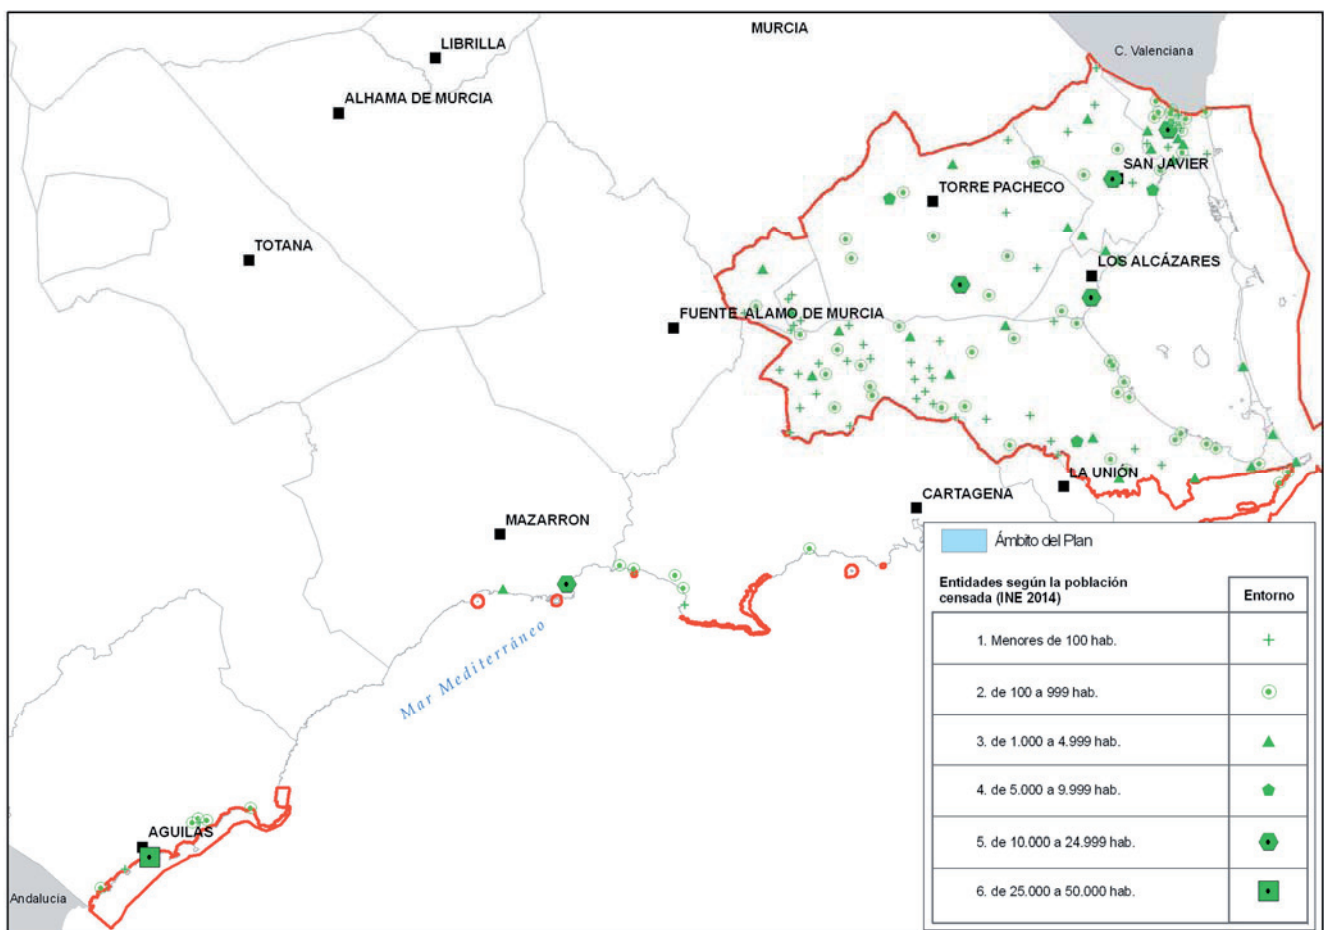 MURCIA
C. Valenciana
LIBRILLA
ALHAMA DE MURCIA
SAN JAVIER
TORRE PACHECO
TOTANA
LOS ALCÁZARES
FUENTE ALAMO DE MURCIA
LA UNIÓN
CARTAGENA
MAZARRON
Mar Mediterráneo
AGUILAS
Andalucia
Ámbito del Plan
Entidades según la población
censada (INE 2014)
Entorno
1. Menores de 100 hab.
2. de 100 a 999 hab.
3. de 1.000 a 4.999 hab.
4. de 5.000 a 9.999 hab.
5. de 10.000 a 24.999 hab.
6. de 25.000 a 50.000 hab.